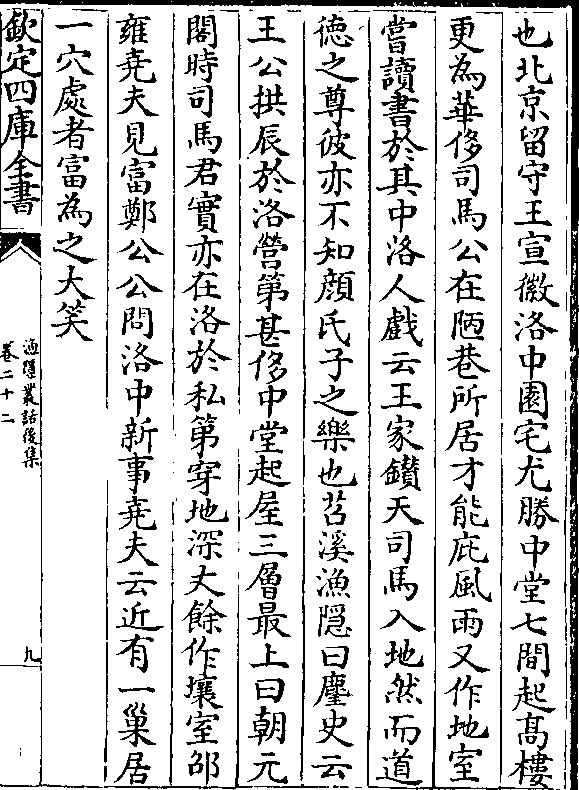 也北京留守王宣徽洛中園宅尤勝中堂七間起髙樓
更為華侈司馬公在陋巷所居才能庇風雨又作地室
嘗讀書於其中洛人戲云王家鑚天司馬入地然而道
徳之尊彼亦不知顔氏子之樂也苕溪漁隠曰麈史云
王公拱辰於洛營第甚侈中堂起屋三層最上曰朝元
閣時司馬君實亦在洛於私第穿地深丈餘作壤室邵
雍堯夫見富鄭公公問洛中新事堯夫云近有一巢居
一穴處者富為之大笑
欽定四庫全書
漁隱叢話後集
卷二十二
九